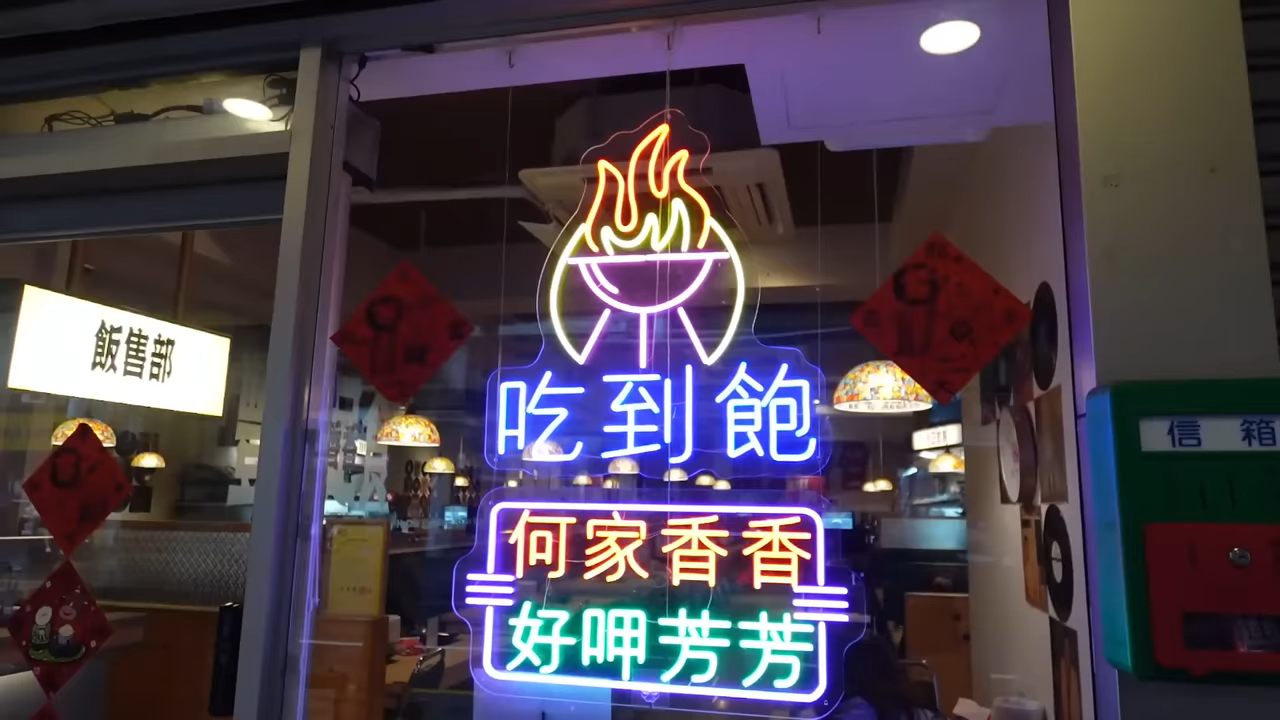 飯售部
吃到飽
何家香香
好呷芳芳
信箱